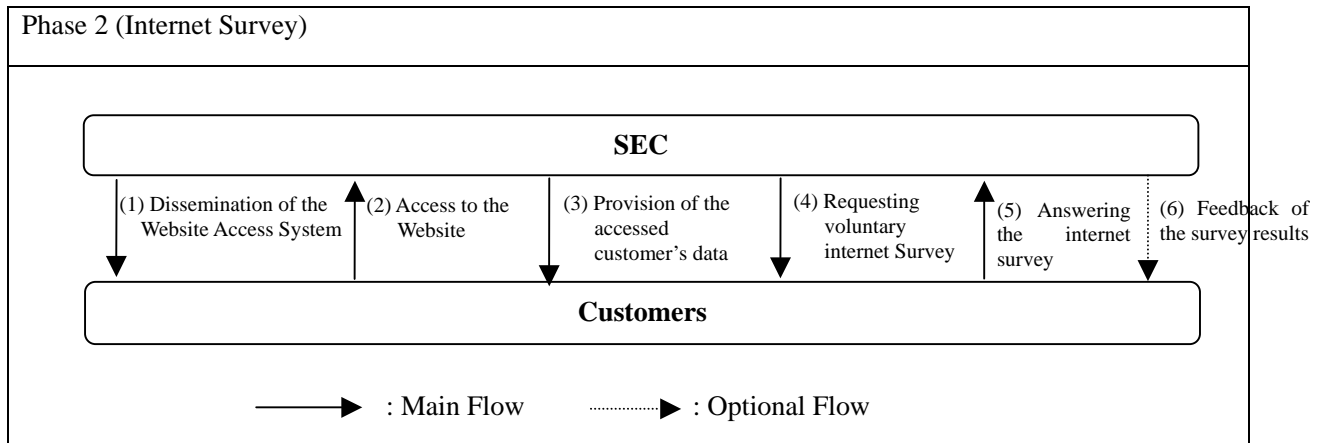 Phase 2 (Internet Survey)
SEC
(1) Dissemination of the
Website Access System
(2) Access to the
Website
(3) Provision of the
accessed
customer’s data
(4) Requesting
voluntary
internet Survey
(5) Answering
the internet
survey
(6) Feedback of
the survey results
Customers
: Main Flow
: Optional Flow